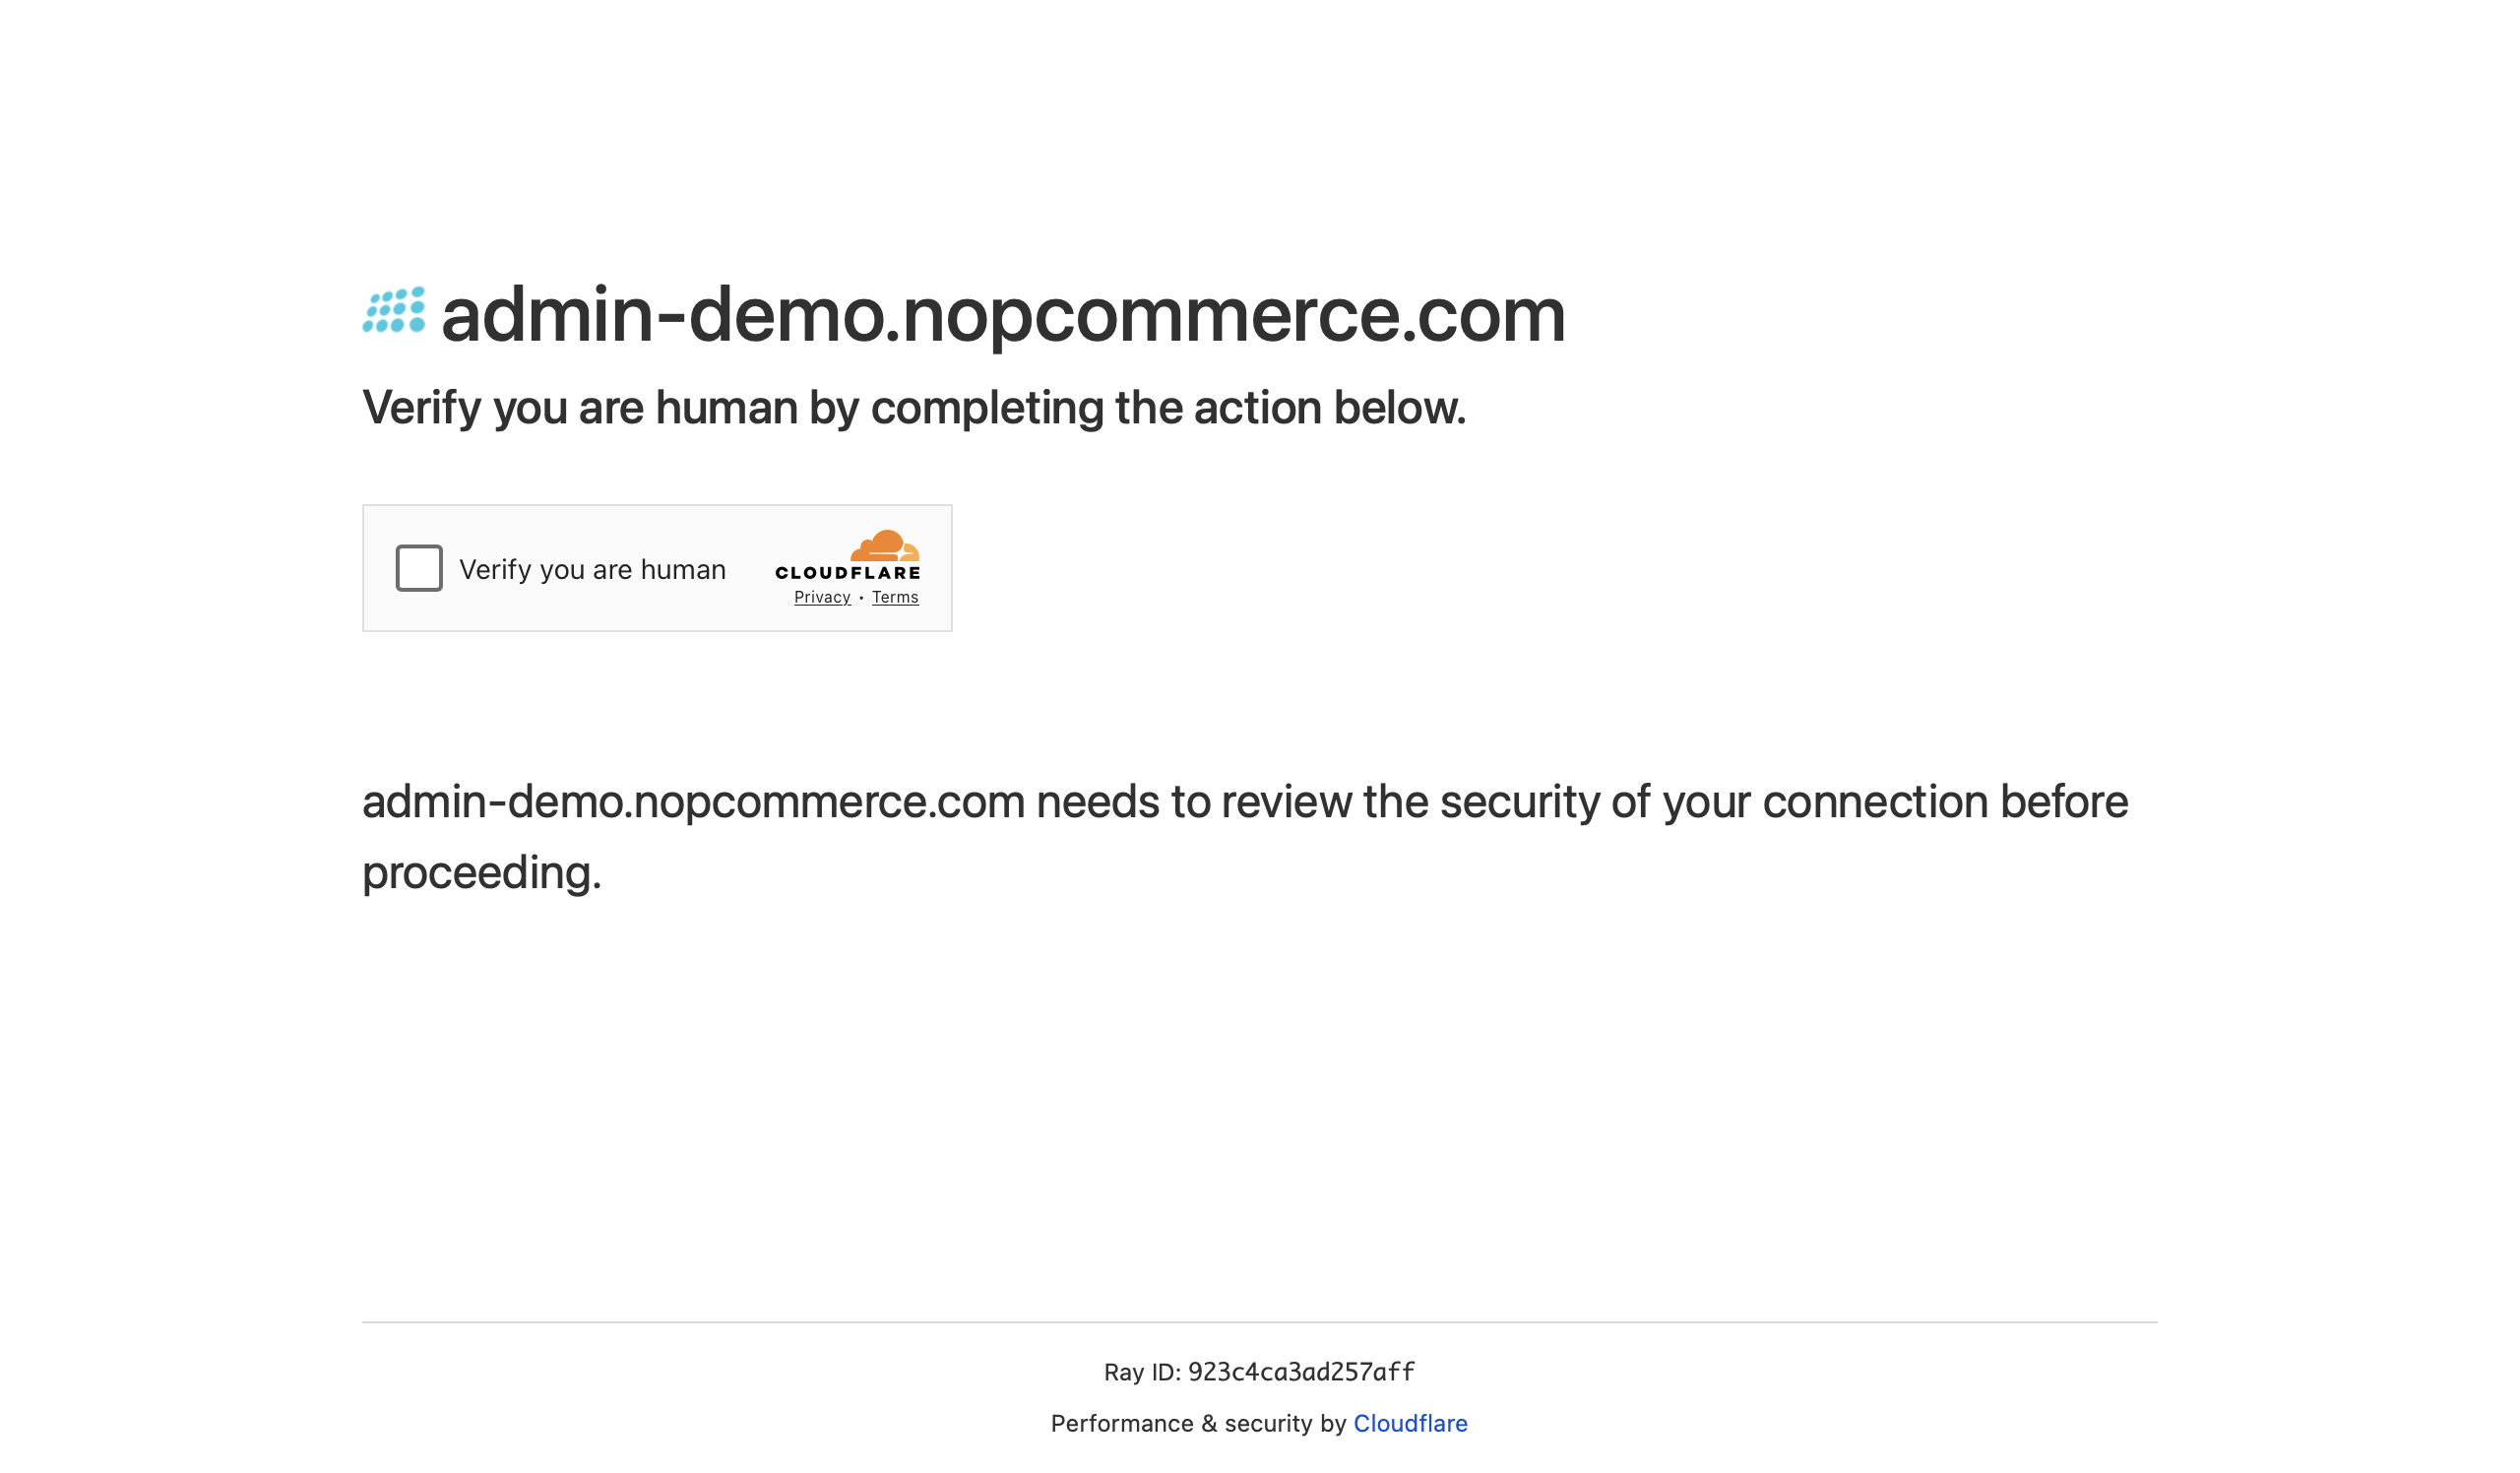 admin-demo.nopcommerce.com
Verify you are human by completing the action below.
Verify you are human
CLOUDFLARE
Privacy • Terms
admin-demo.nopcommerce.com needs to review the security of your connection before
proceeding.
Ray ID: 923c4ca3ad257aff
Performance & security by Cloudflare